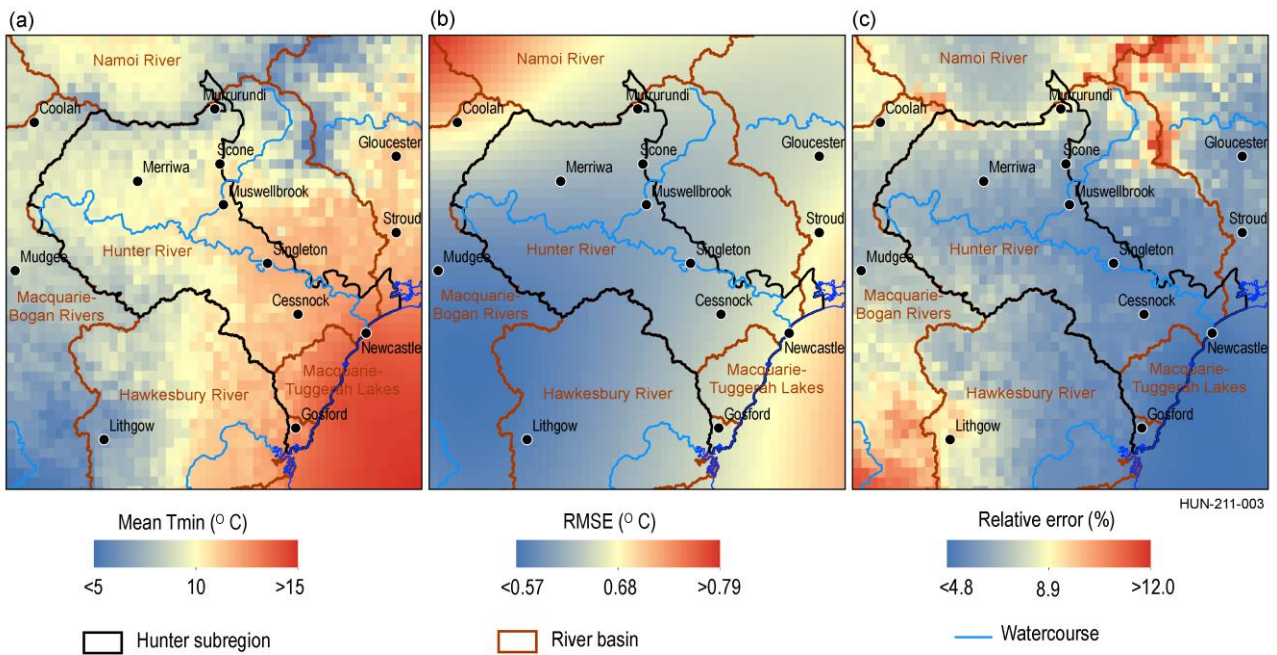 (a)
(b)
(c)
Namoi River
Coolah
Murrurundi
Gloucester
Scone
Merriwa
Muswellbrook
Stroud
Hunter River
Singleton
Mudgee
Macquarie-
Bogan Rivers
Cessnock
Newcastle
Macquarie-
Tuggerah Lakes
Hawkesbury River
Gosford
Lithgow
Namoi River
Coolah
Murrurundi
Gloucester
Scone
Merriwa
Muswellbrook
Stroud
Hunter River
Singleton
Mudgee
Macquarie-
Bogan Rivers
Cessnock
Newcastle
Macquarie-
Tuggerah Lakes
Hawkesbury River
Gosford
Lithgow
Namoi River
Coolah
Murrurundi
Gloucester
Scone
Merriwa
Muswellbrook
Stroud
Hunter River
Singleton
Mudgee
Macquarie-
Bogan Rivers
Cessnock
Newcastle
Macquarie-
Tuggerah Lakes
Hawkesbury River
Gosford
Lithgow
HUN-211-003
Mean Tmin (° C)
<5 10 >15
RMSE (° C)
<0.57 0.68 >0.79
Relative error (%)
<4.8 8.9 >12.0
Hunter subregion
River basin
Watercourse